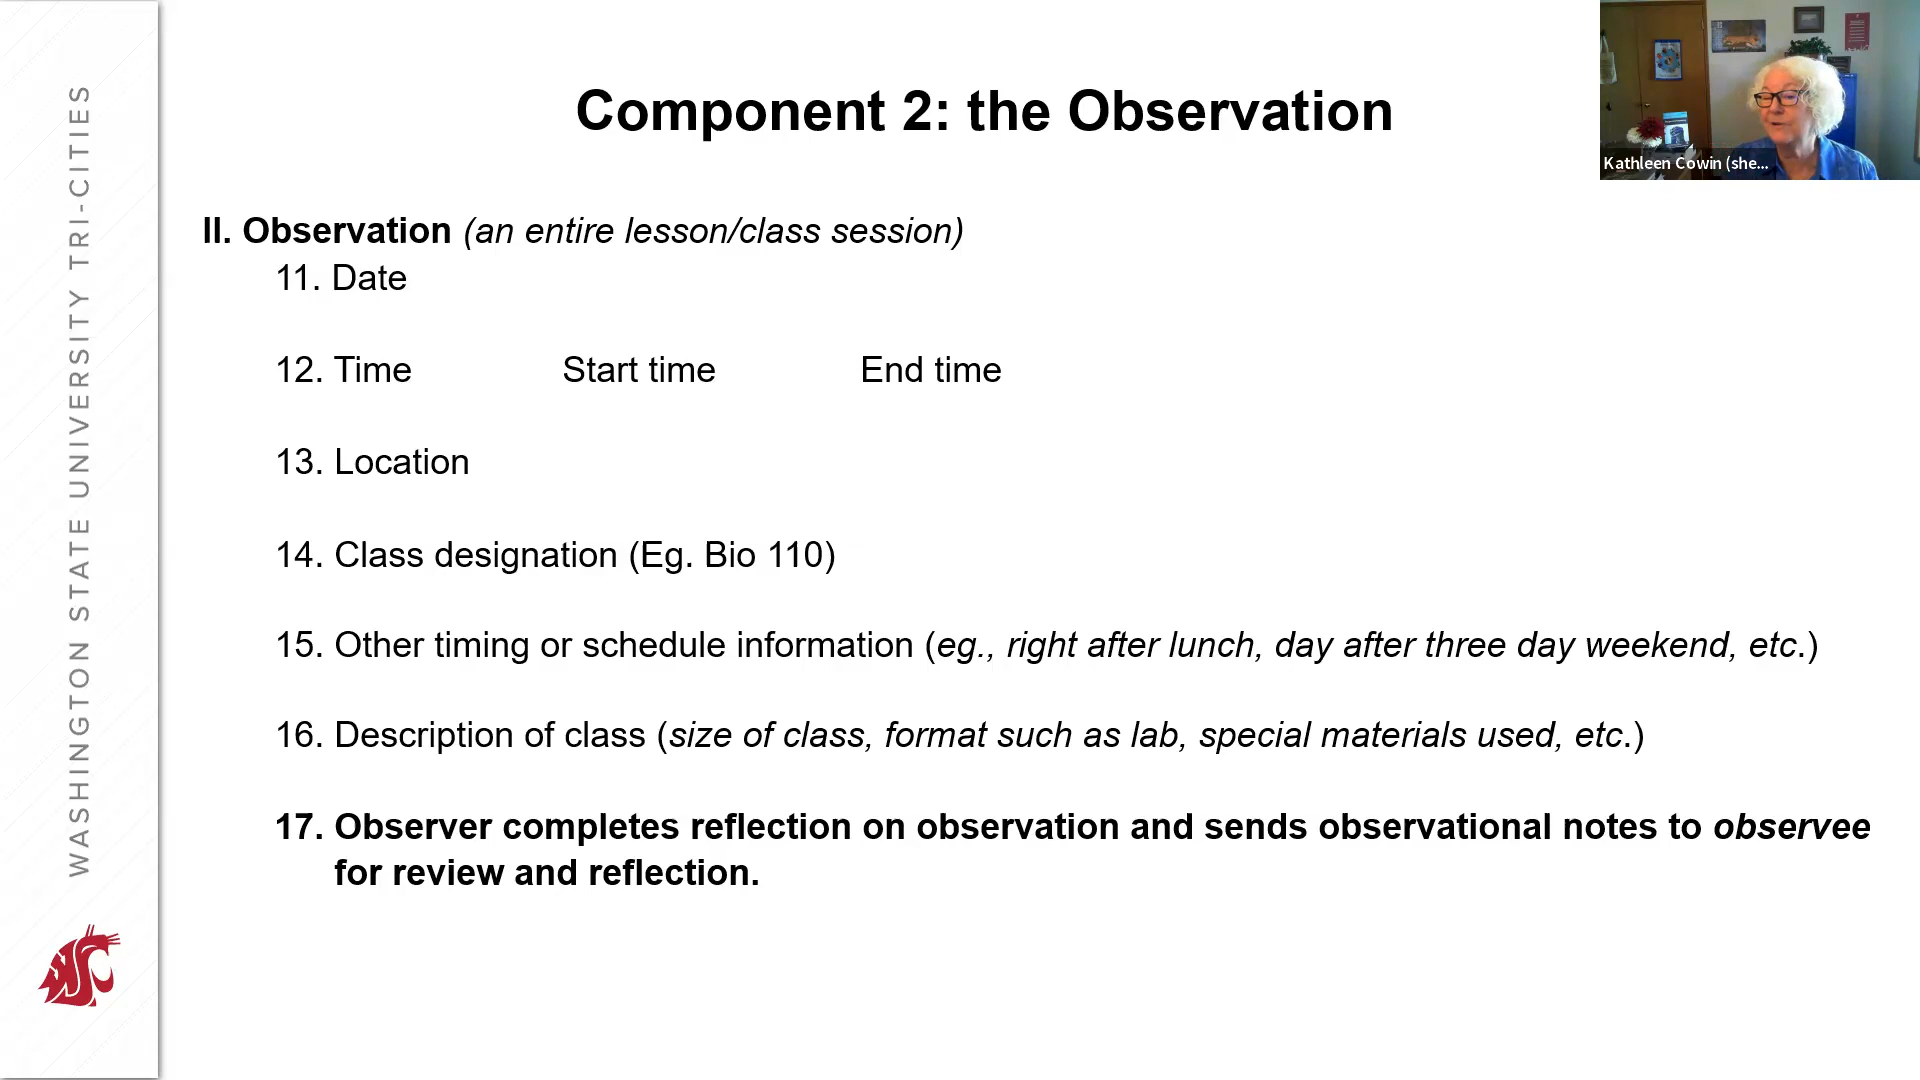 Component 2: the Observation
Kathleen Cowin (she...
WASHINGTON STATE UNIVERSITY TRI-CITIES
II. Observation (an entire lesson/class session)
11. Date
12. Time Start time End time
13. Location
14. Class designation (Eg. Bio 110)
15. Other timing or schedule information (eg., right after lunch, day after three day weekend, etc.)
16. Description of class (size of class, format such as lab, special materials used, etc.)
17. Observer completes reflection on observation and sends observational notes to observee
for review and reflection.